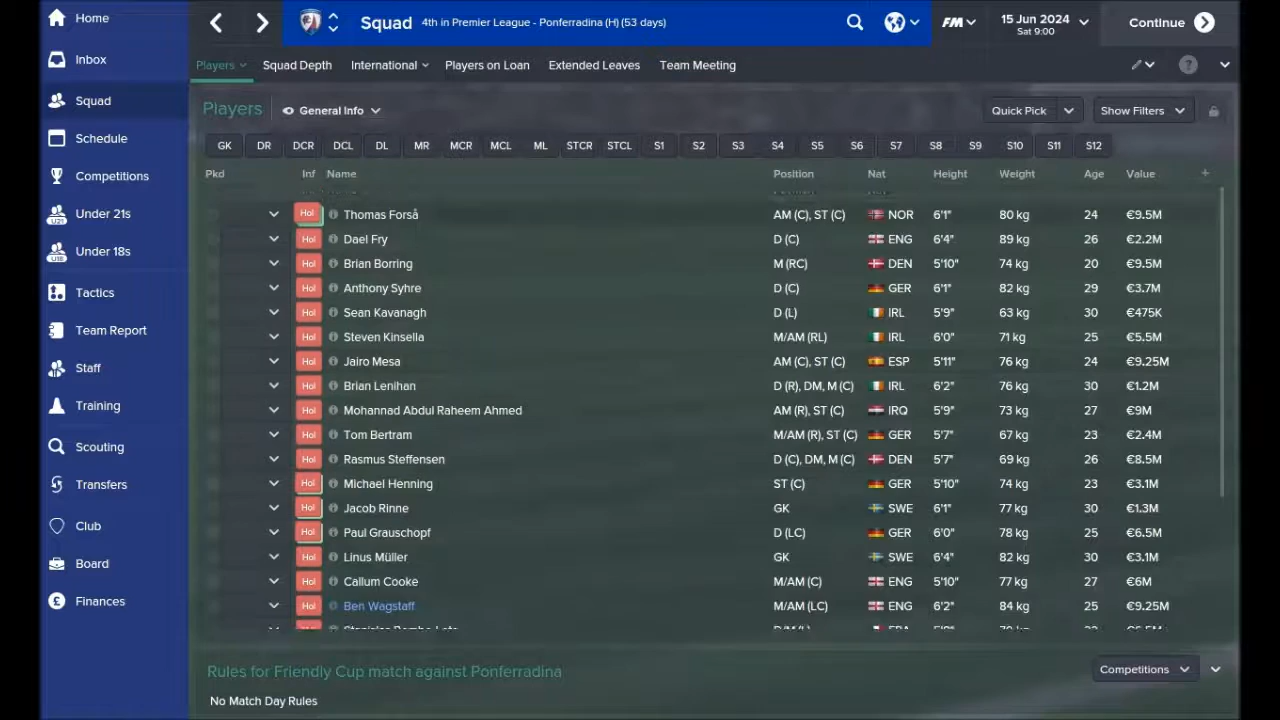 Home
Squad 4th in Premier League - Ponferradina (H) (53 days) FM 15 Jun 2024 Sat 9:00 Continue
Inbox
Players Squad Depth International Players on Loan Extended Leaves Team Meeting ?
Squad
Schedule
Competitions
U21 Under 21s
U18 Under 18s
Tactics
Team Report
Staff
Training
Scouting
Transfers
Club
Board
£ Finances
Players General Info Quick Pick Show Filters
GK DR DCR DCL DL MR MCR MCL ML STCR STCL S1 S2 S3 S4 S5 S6 S7 S8 S9 S10 S11 S12
Pkd Inf Name Position Nat Height Weight Age Value +
Hol Thomas Forså AM (C), ST (C) NOR 6'1" 80 kg 24 €9.5M
Hol Dael Fry D (C) ENG 6'4" 89 kg 26 €2.2M
Hol Brian Borring M (RC) DEN 5'10" 74 kg 20 €9.5M
Hol Anthony Syhre D (C) GER 6'1" 82 kg 29 €3.7M
Hol Sean Kavanagh D (L) IRL 5'9" 63 kg 30 €475K
Hol Steven Kinsella M/AM (RL) IRL 6'0" 71 kg 25 €5.5M
Hol Jairo Mesa AM (C), ST (C) ESP 5'11" 76 kg 24 €9.25M
Hol Brian Lenihan D (R), DM, M (C) IRL 6'2" 76 kg 30 €1.2M
Hol Mohannad Abdul Raheem Ahmed AM (R), ST (C) IRQ 5'9" 73 kg 27 €9M
Hol Tom Bertram M/AM (R), ST (C) GER 5'7" 67 kg 23 €2.4M
Hol Rasmus Steffensen D (C), DM, M (C) DEN 5'7" 69 kg 26 €8.5M
Hol Michael Henning ST (C) GER 5'10" 74 kg 23 €3.1M
Hol Jacob Rinne GK SWE 6'1" 77 kg 30 €1.3M
Hol Paul Grauschopf D (LC) GER 6'0" 78 kg 25 €6.5M
Hol Linus Müller GK SWE 6'4" 82 kg 30 €3.1M
Hol Callum Cooke M/AM (C) ENG 5'10" 77 kg 27 €6M
Hol Ben Wagstaff M/AM (LC) ENG 6'2" 84 kg 25 €9.25M
Rules for Friendly Cup match against Ponferradina Competitions
No Match Day Rules